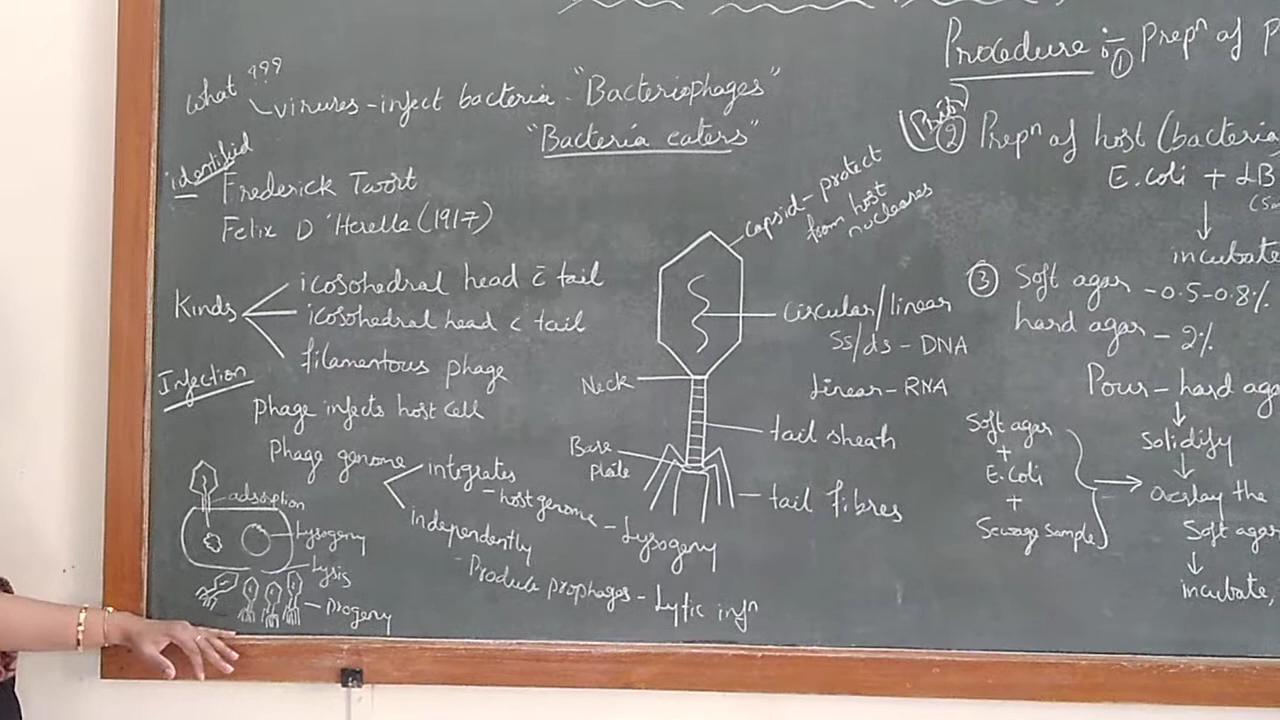 What ???
viruses - infect bacteria - "Bacteriophages"
"Bacteria eaters"
identified
Frederick Twort
Felix D 'Herelle (1917)
Kinds
icosohedral head c̄ tail
icosohedral head c tail
filamentous phage
Infection
Phage infects host cell
Phage genome
integrates
- host genome - Lysogeny
independently
- Produce prophages - Lytic infⁿ
adsorption
Lysogeny
Lysis
Progeny
capsid - protect
from host
nucleares
circular/linear
SS/ds - DNA
Linear - RNA
Neck
tail sheath
Base
plate
tail fibres
Procedure :- ① Prepⁿ of P
② Prepⁿ of host (bacteria
E.coli + LB
incubate
③ Soft agar - 0.5-0.8%
hard agar - 2%
Pour - hard aga
Solidify
Overlay the
Soft agar
incubate,
Soft agar
+
E.Coli
+
Sewage sample